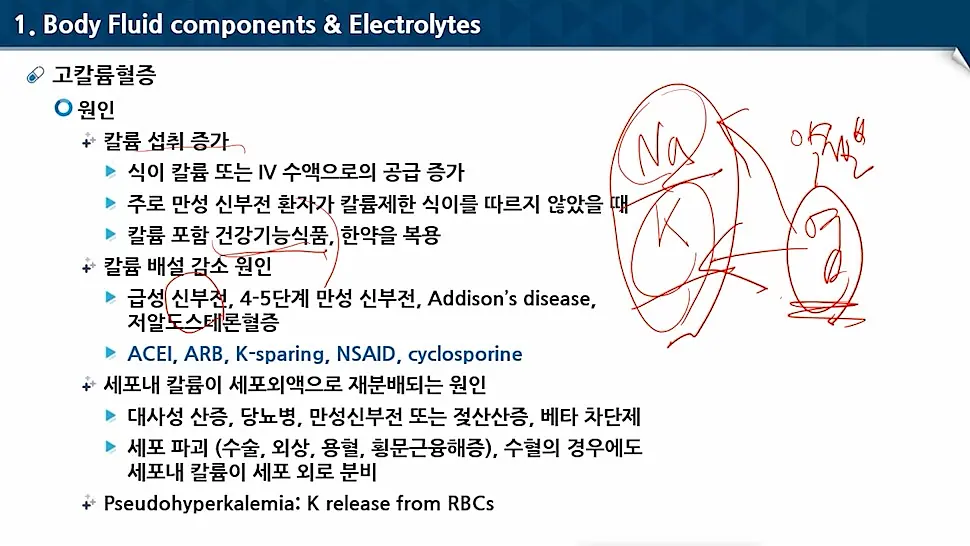 1. Body Fluid components & Electrolytes
고칼륨혈증
원인
칼륨 섭취 증가
식이 칼륨 또는 IV 수액으로의 공급 증가
주로 만성 신부전 환자가 칼륨제한 식이를 따르지 않았을 때
칼륨 포함 건강기능식품, 한약을 복용
칼륨 배설 감소 원인
급성 신부전, 4-5단계 만성 신부전, Addison's disease,
저알도스테론혈증
ACEI, ARB, K-sparing, NSAID, cyclosporine
세포내 칼륨이 세포외액으로 재분배되는 원인
대사성 산증, 당뇨병, 만성신부전 또는 젖산산증, 베타 차단제
세포 파괴 (수술, 외상, 용혈, 횡문근융해증), 수혈의 경우에도
세포내 칼륨이 세포 외로 분비
Pseudohyperkalemia: K release from RBCs
Na
K